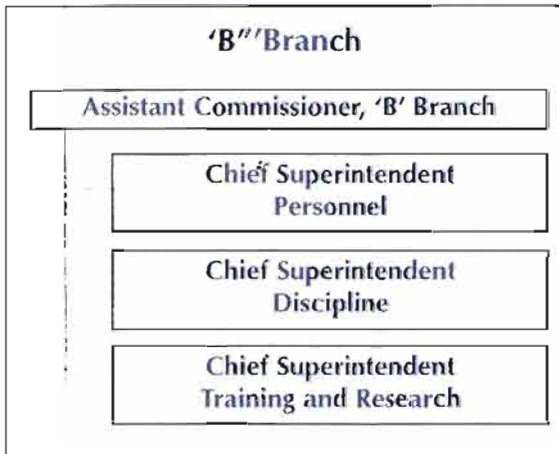 ‘B”’Branch
Assistant Commissioner, ‘B’ Branch
Chief Superintendent
Personnel
Chief Superintendent
Discipline
Chief Superintendent
Training and Research